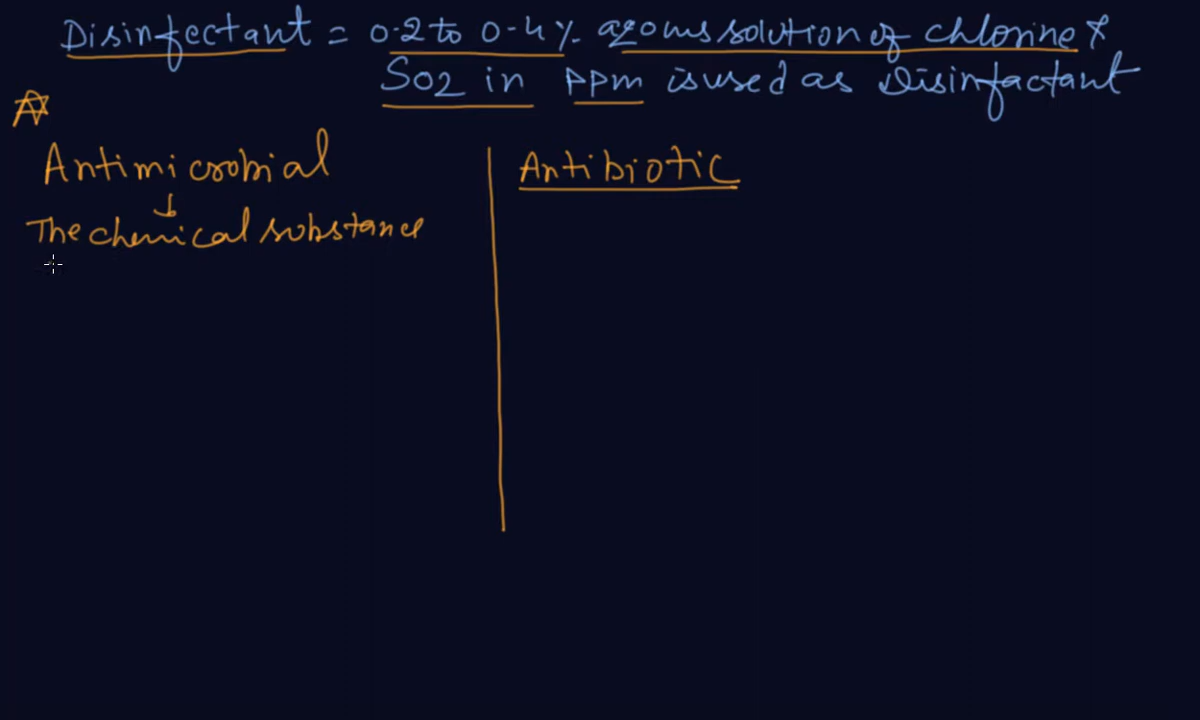 Disinfectant = 0.2 to 0.4% aqoms solution of chlorine &
SO2 in PPm is used as Disinfactant
Antimicrobial
Antibiotic
The chemical substance